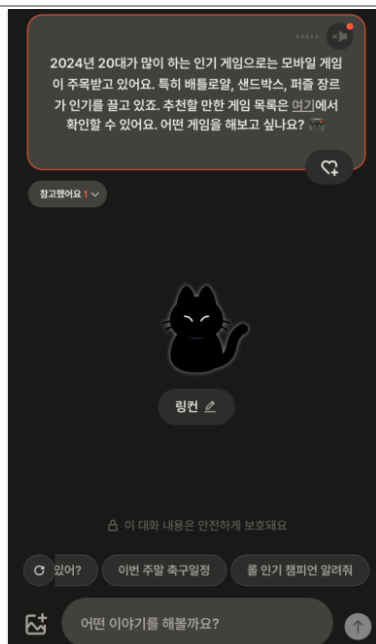 2024년 20대가 많이 하는 인기 게임으로는 모바일 게임
이 주목받고 있어요. 특히 배틀로얄, 샌드박스, 퍼즐 장르
가 인기를 끌고 있죠. 추천할 만한 게임 목록은 여기에서
확인할 수 있어요. 어떤 게임을 해보고 싶나요?
참고했어요 1
링컨
이 대화 내용은 안전하게 보호돼요
있어?
이번 주말 축구일정
롤 인기 챔피언 알려줘
어떤 이야기를 해볼까요?